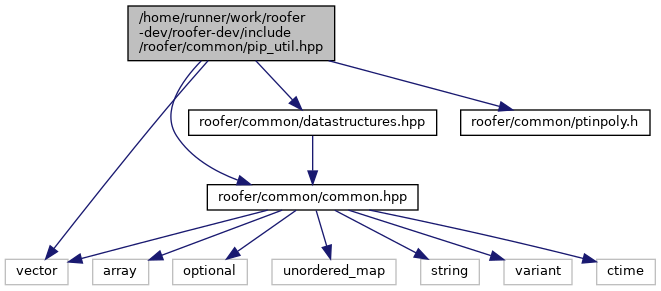 /home/runner/work/roofer
-dev/roofer-dev/include
/roofer/common/pip_util.hpp
roofer/common/datastructures.hpp
roofer/common/ptinpoly.h
roofer/common/common.hpp
vector
array
optional
unordered_map
string
variant
ctime